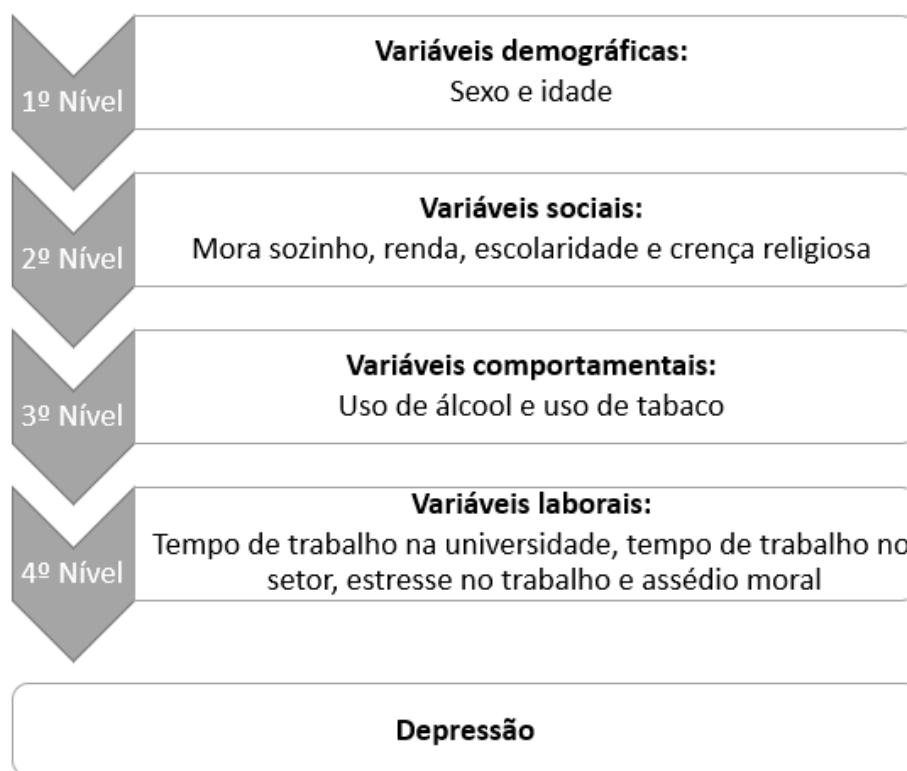 1º Nível
Variáveis demográficas:
Sexo e idade
2º Nível
Variáveis sociais:
Mora sozinho, renda, escolaridade e crença religiosa
3º Nível
Variáveis comportamentais:
Uso de álcool e uso de tabaco
4º Nível
Variáveis laborais:
Tempo de trabalho na universidade, tempo de trabalho no
setor, estresse no trabalho e assédio moral
Depressão